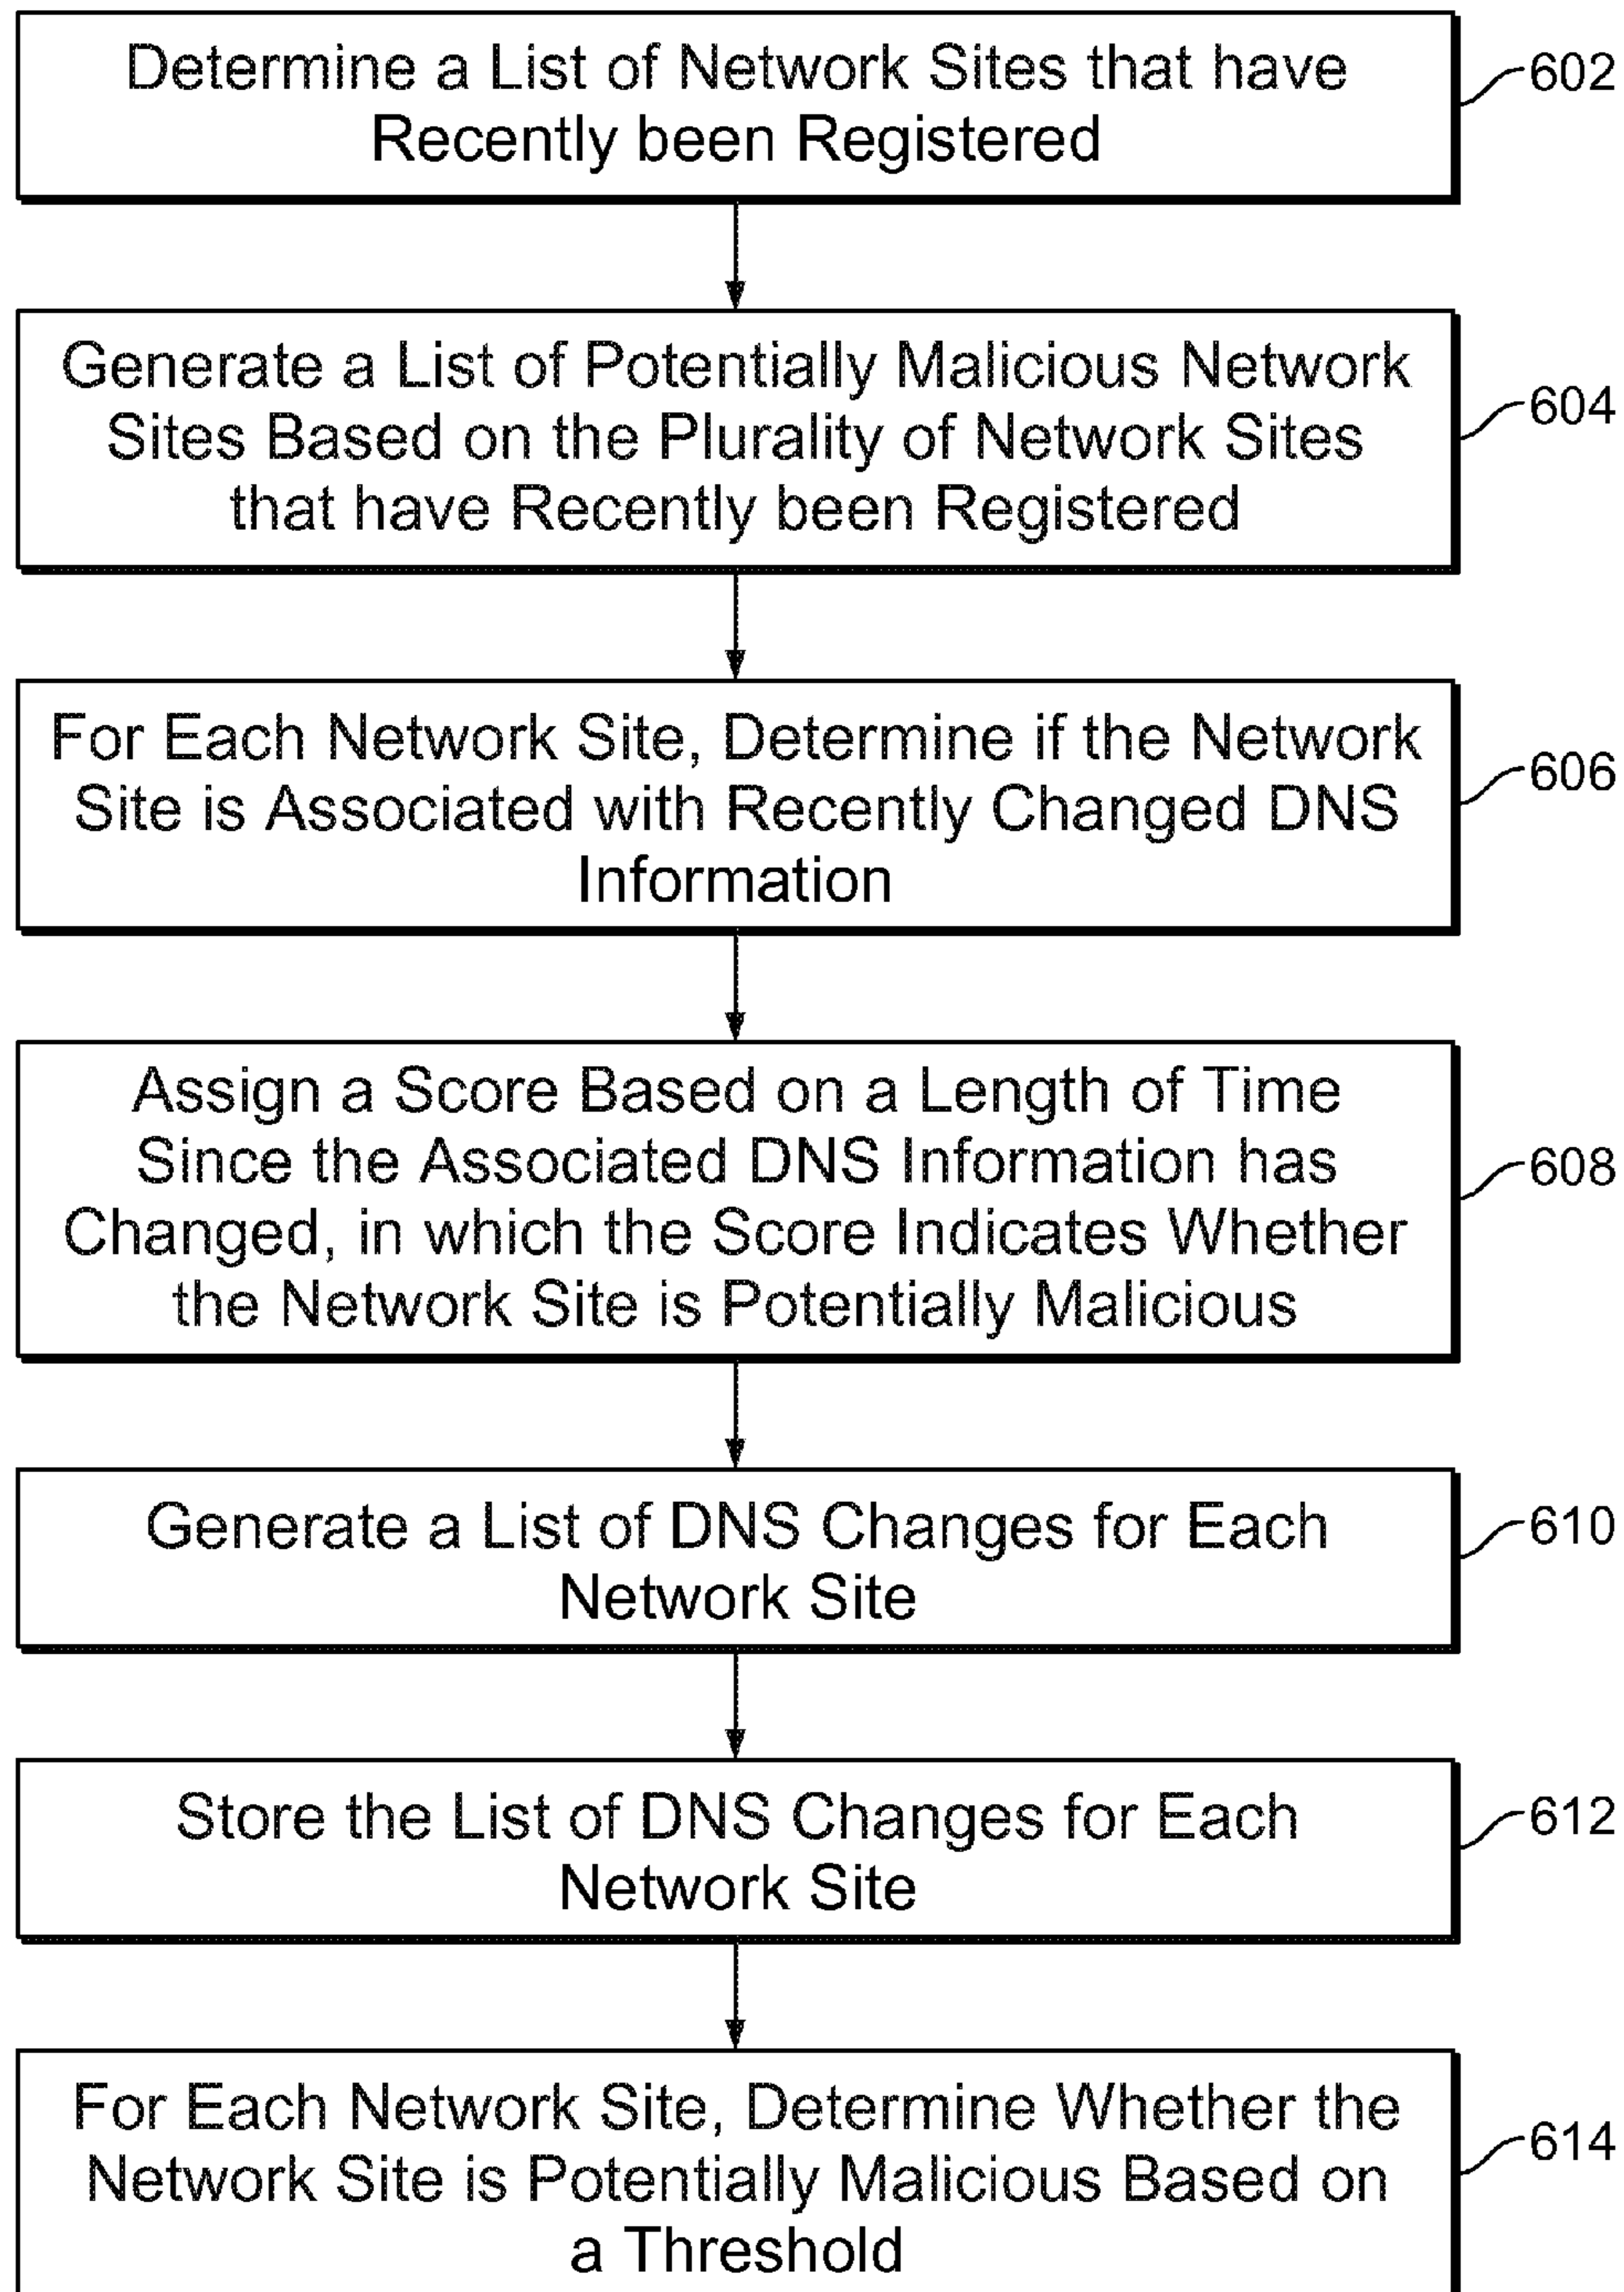 Determine a List of Network Sites that have
Recently been Registered
602
Generate a List of Potentially Malicious Network
Sites Based on the Plurality of Network Sites
that have Recently been Registered
604
For Each Network Site, Determine if the Network
Site is Associated with Recently Changed DNS
Information
606
Assign a Score Based on a Length of Time
Since the Associated DNS Information has
Changed, in which the Score Indicates Whether
the Network Site is Potentially Malicious
608
Generate a List of DNS Changes for Each
Network Site
610
Store the List of DNS Changes for Each
Network Site
612
For Each Network Site, Determine Whether the
Network Site is Potentially Malicious Based on
a Threshold
614